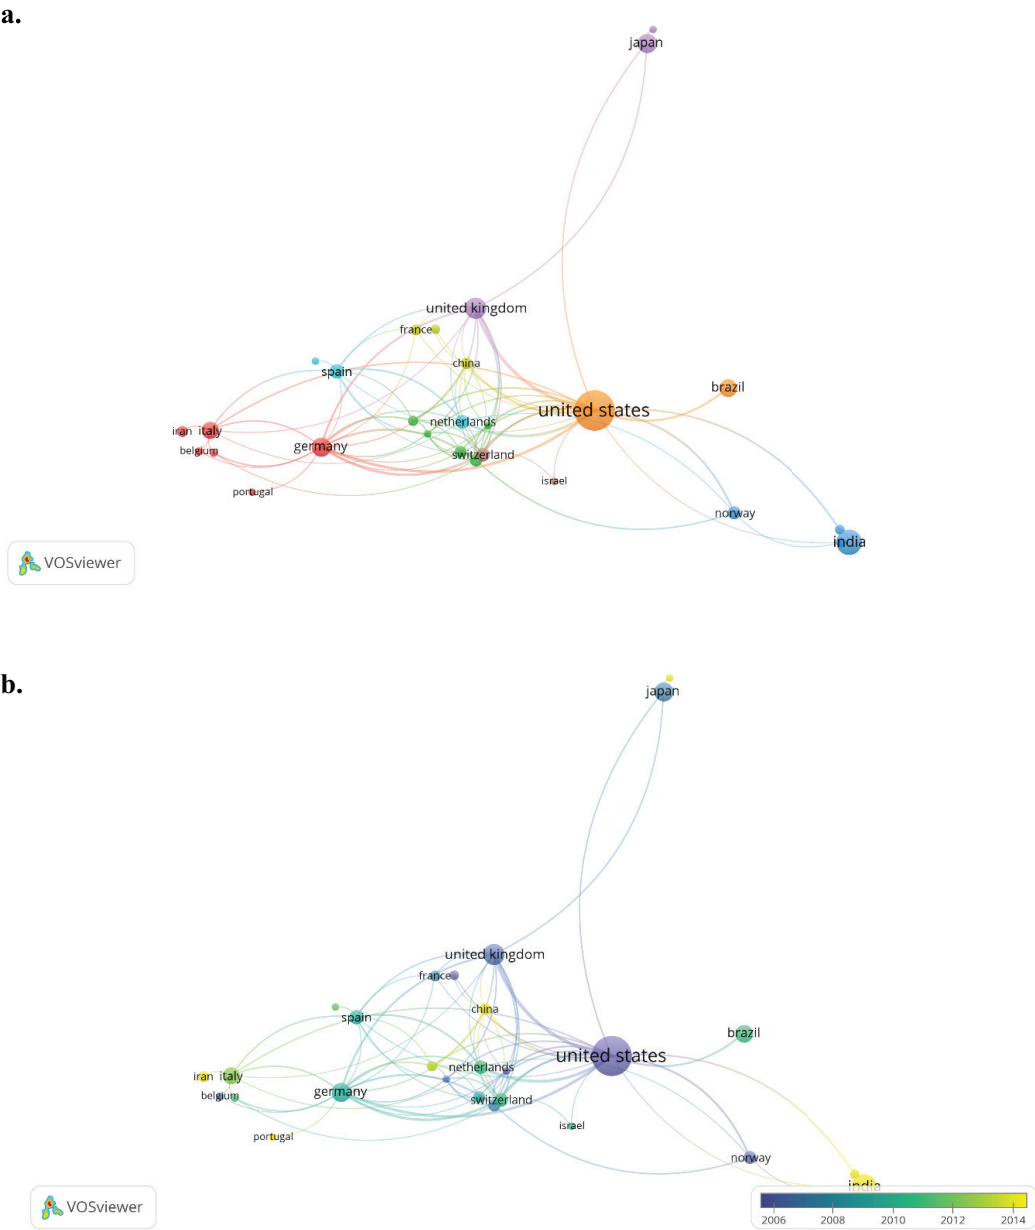 a.
japan
united kingdom
france
china
spain
brazil
united states
netherlands
iran italy
germany
belgium
switzerland
israel
portugal
norway
india
VOSviewer
b.
japan
united kingdom
france
china
spain
brazil
united states
netherlands
iran italy
germany
belgium
switzerland
israel
portugal
norway
india
VOSviewer
2006 2008 2010 2012 2014